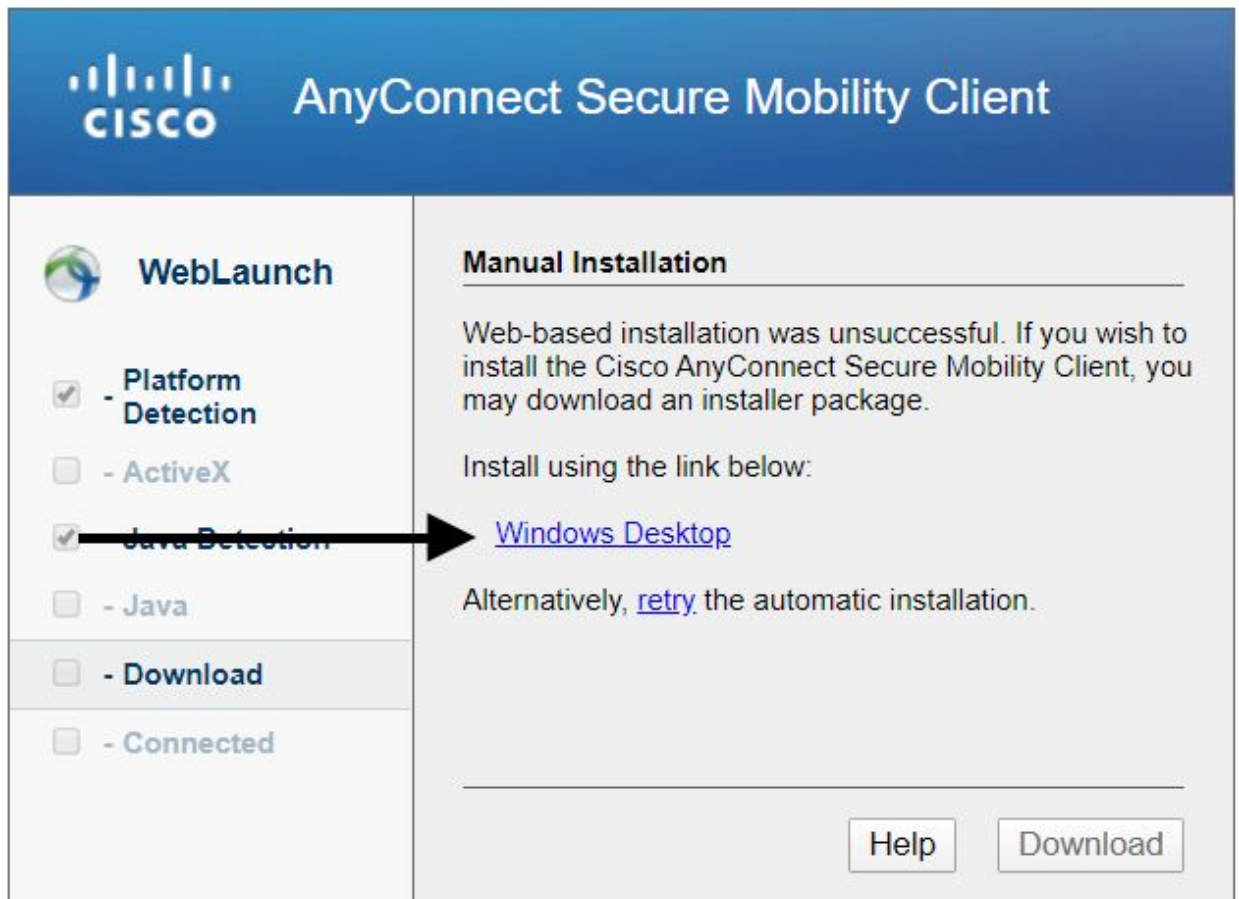 CISCO
AnyConnect Secure Mobility Client
WebLaunch
- Platform
Detection
- ActiveX
- Java Detection
- Java
- Download
- Connected
Manual Installation
Web-based installation was unsuccessful. If you wish to
install the Cisco AnyConnect Secure Mobility Client, you
may download an installer package.
Install using the link below:
Windows Desktop
Alternatively, retry the automatic installation.
Help
Download